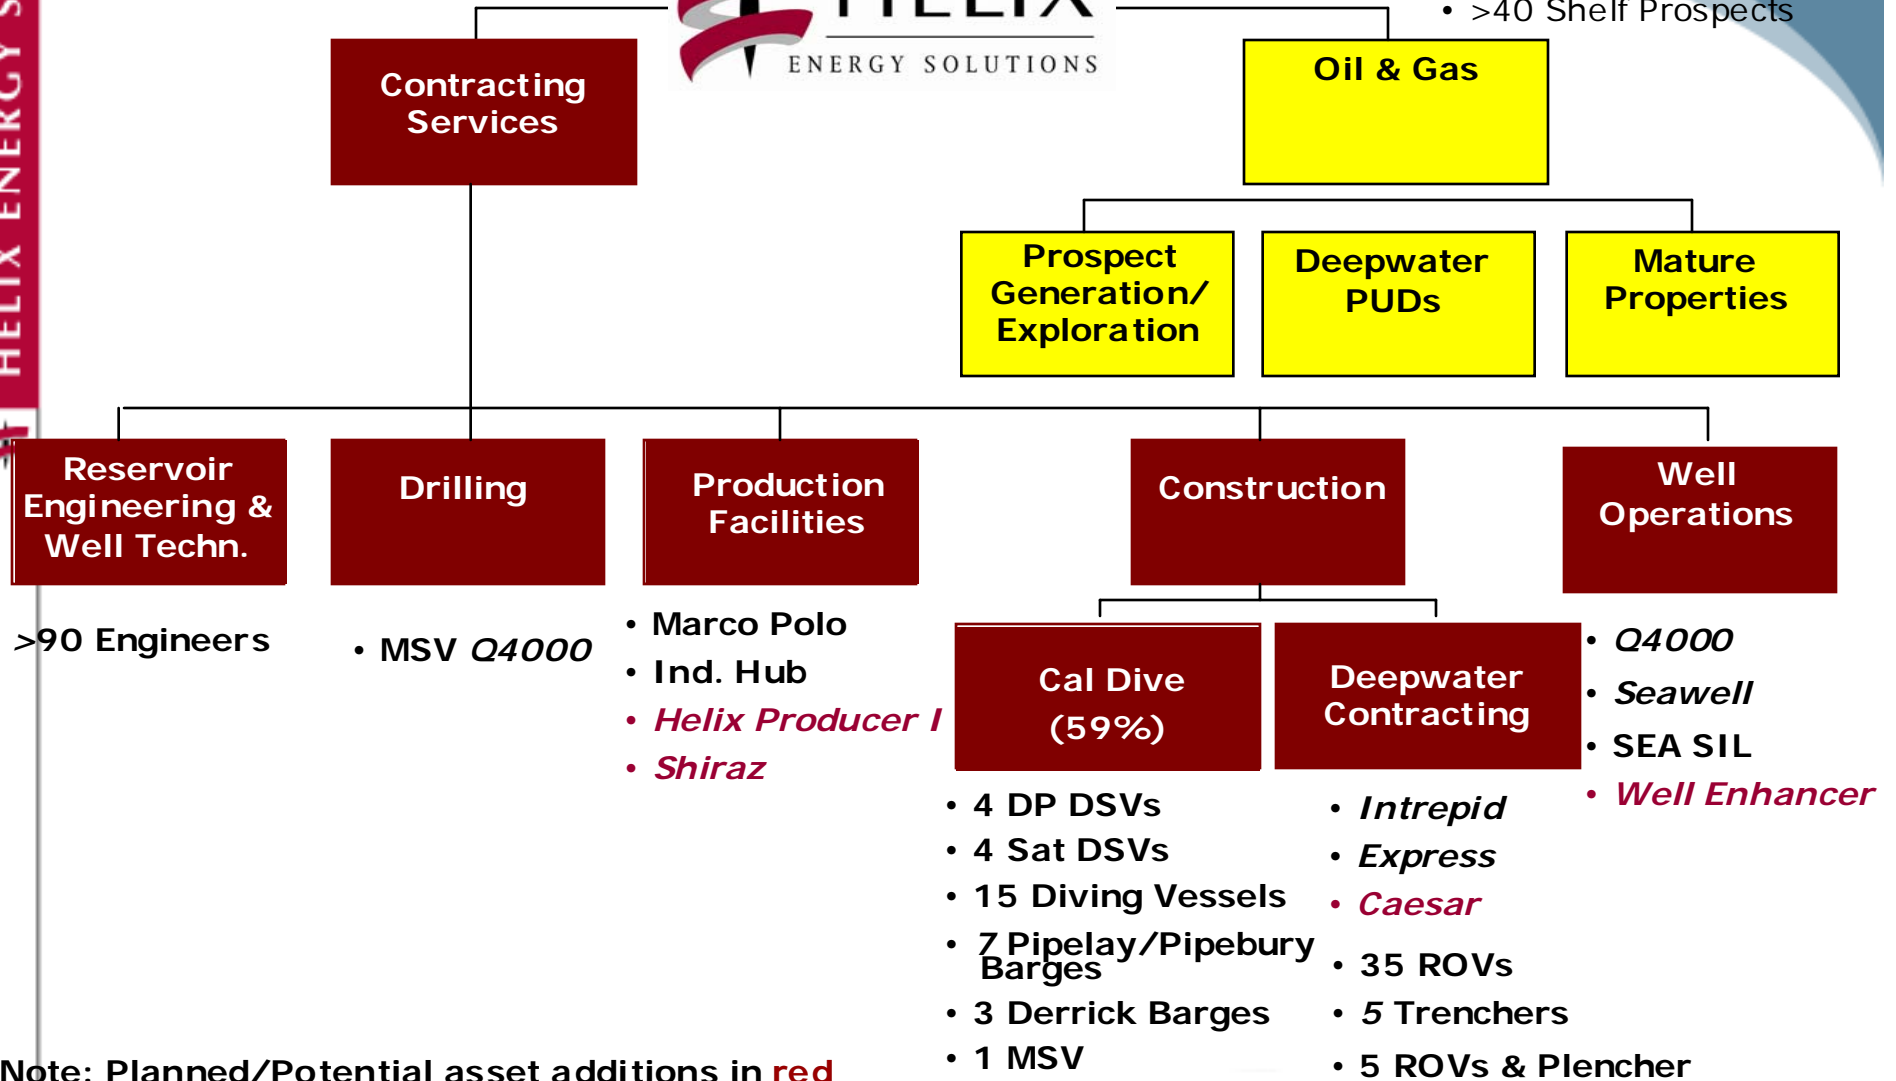 HELIX ENERGY S
HELIX
ENERGY SOLUTIONS
• >40 Shelf Prospects
Contracting
Services
Oil & Gas
Prospect
Generation/
Exploration
Deepwater
PUDs
Mature
Properties
Reservoir
Engineering &
Well Techn.
Drilling
Production
Facilities
Construction
Well
Operations
>90 Engineers
• MSV Q4000
• Marco Polo
• Ind. Hub
• Helix Producer I
• Shiraz
Cal Dive
(59%)
Deepwater
Contracting
• Q4000
• Seawell
• SEA SIL
• Well Enhancer
• 4 DP DSVs
• 4 Sat DSVs
• 15 Diving Vessels
• 7 Pipelay/Pipebury
Barges
• 3 Derrick Barges
• 1 MSV
• Intrepid
• Express
• Caesar
• 35 ROVs
• 5 Trenchers
• 5 ROVs & Plencher
Note: Planned/Potential asset additions in red